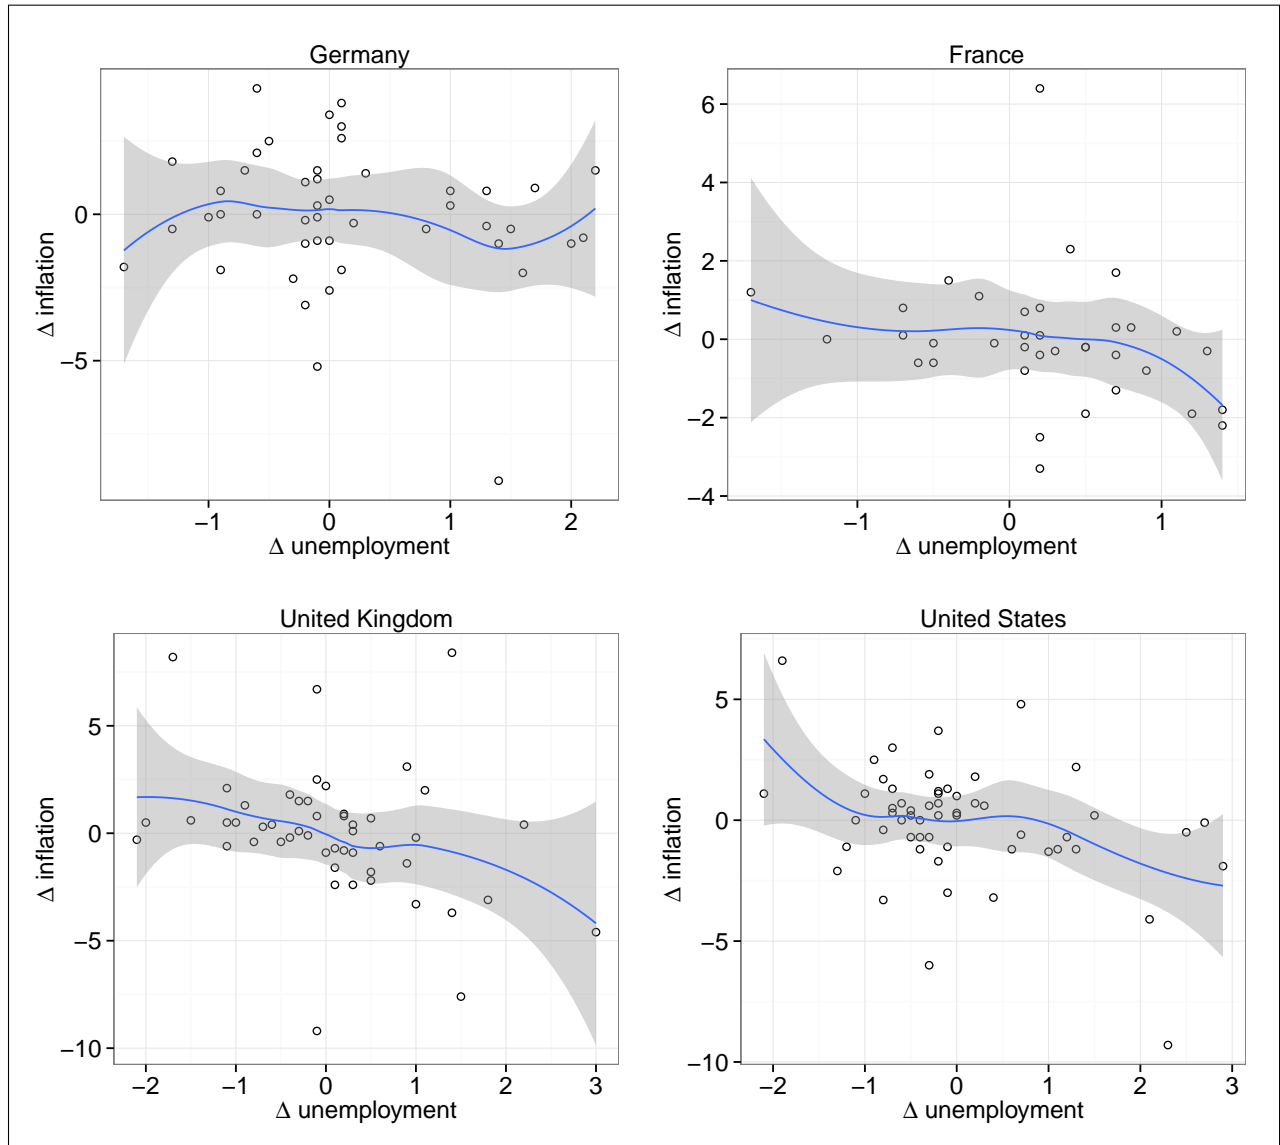 Germany
0
−5
Δ inflation
−1 0 1 2
Δ unemployment
France
6
4
2
0
−2
−4
Δ inflation
−1 0 1
Δ unemployment
United Kingdom
5
0
−5
−10
Δ inflation
−2 −1 0 1 2 3
Δ unemployment
United States
5
0
−5
−10
Δ inflation
−2 −1 0 1 2 3
Δ unemployment